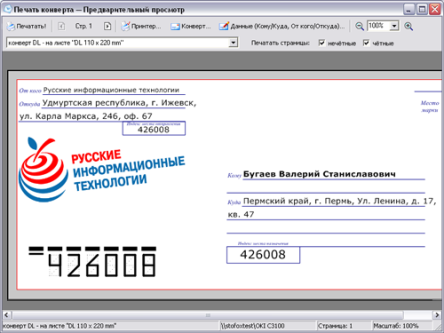 Печать конверта — Предварительный просмотр
Печатать! Стр. 1 Принтер... Конверт... Данные (Кому/Куда, От кого/Откуда)... 100%
конверт DL - на листе "DL 110 x 220 mm" Печатать страницы: нечётные чётные
От кого Русские информационные технологии
Откуда Удмуртская республика, г. Ижевск,
ул. Карла Маркса, 246, оф. 67
Индекс места отправления
426008
Место
марки
РУССКИЕ
ИНФОРМАЦИОННЫЕ
ТЕХНОЛОГИИ
Кому Бугаев Валерий Станиславович
Куда Пермский край, г. Пермь, Ул. Ленина, д. 17,
кв. 47
Индекс места назначения
426008
426008
конверт DL - на листе "DL 110 x 220 mm" \\stofoxtest\OKI C3100 Страница: 1 Масштаб: 100%